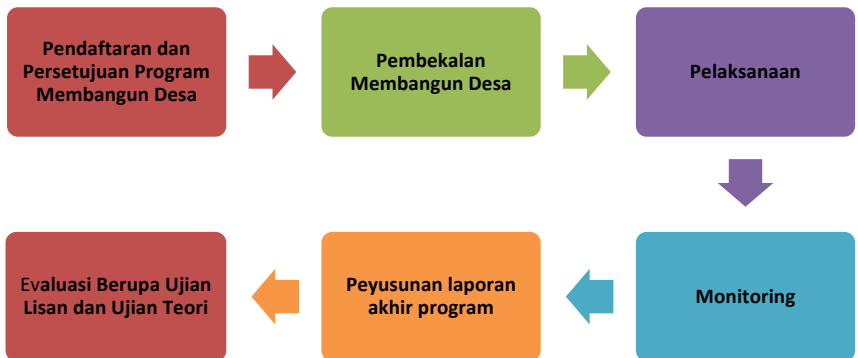 Pendaftaran dan
Persetujuan Program
Membangun Desa
Pembekalan
Membangun Desa
Pelaksanaan
Monitoring
Peyusunan laporan
akhir program
Evaluasi Berupa Ujian
Lisan dan Ujian Teori